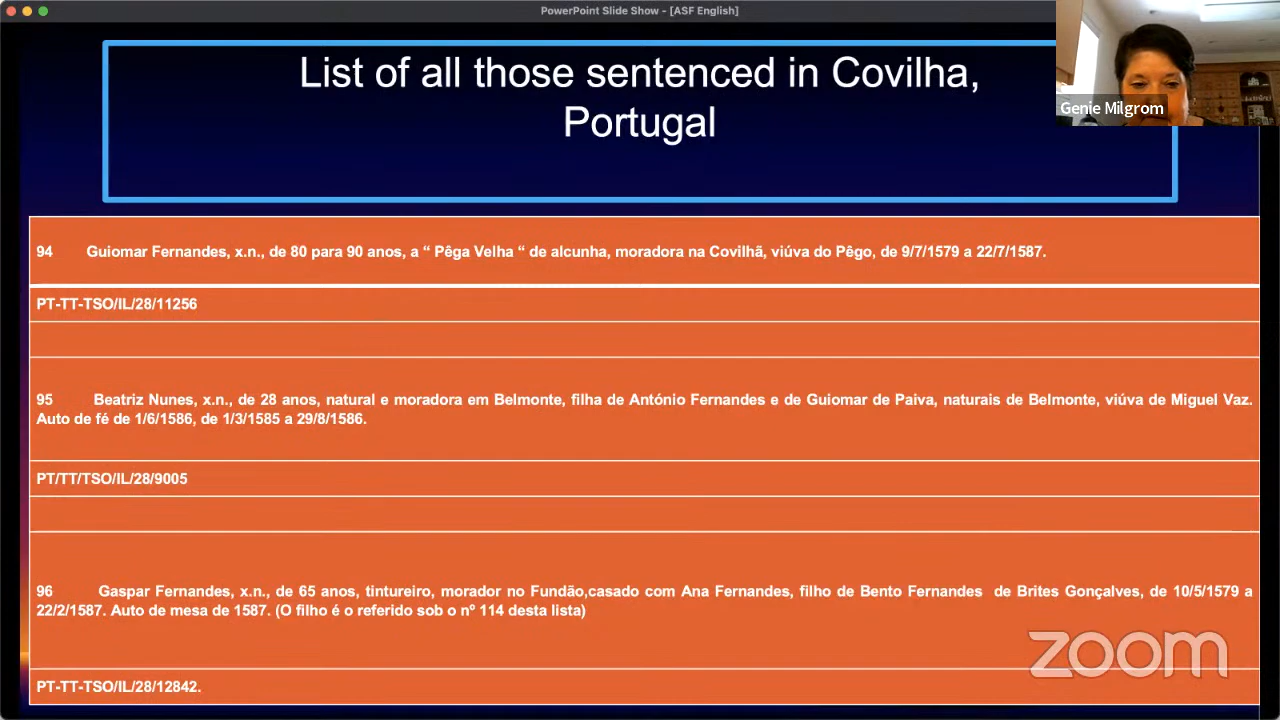 PowerPoint Slide Show - [ASF English]
List of all those sentenced in Covilha,
Portugal
Genie Milgrom
94 Guiomar Fernandes, x.n., de 80 para 90 anos, a “ Pêga Velha “ de alcunha, moradora na Covilhã, viúva do Pêgo, de 9/7/1579 a 22/7/1587.
PT-TT-TSO/IL/28/11256
95 Beatriz Nunes, x.n., de 28 anos, natural e moradora em Belmonte, filha de António Fernandes e de Guiomar de Paiva, naturais de Belmonte, viúva de Miguel Vaz.
Auto de fé de 1/6/1586, de 1/3/1585 a 29/8/1586.
PT/TT/TSO/IL/28/9005
96 Gaspar Fernandes, x.n., de 65 anos, tintureiro, morador no Fundão,casado com Ana Fernandes, filho de Bento Fernandes de Brites Gonçalves, de 10/5/1579 a
22/2/1587. Auto de mesa de 1587. (O filho é o referido sob o nº 114 desta lista)
zoom
PT-TT-TSO/IL/28/12842.